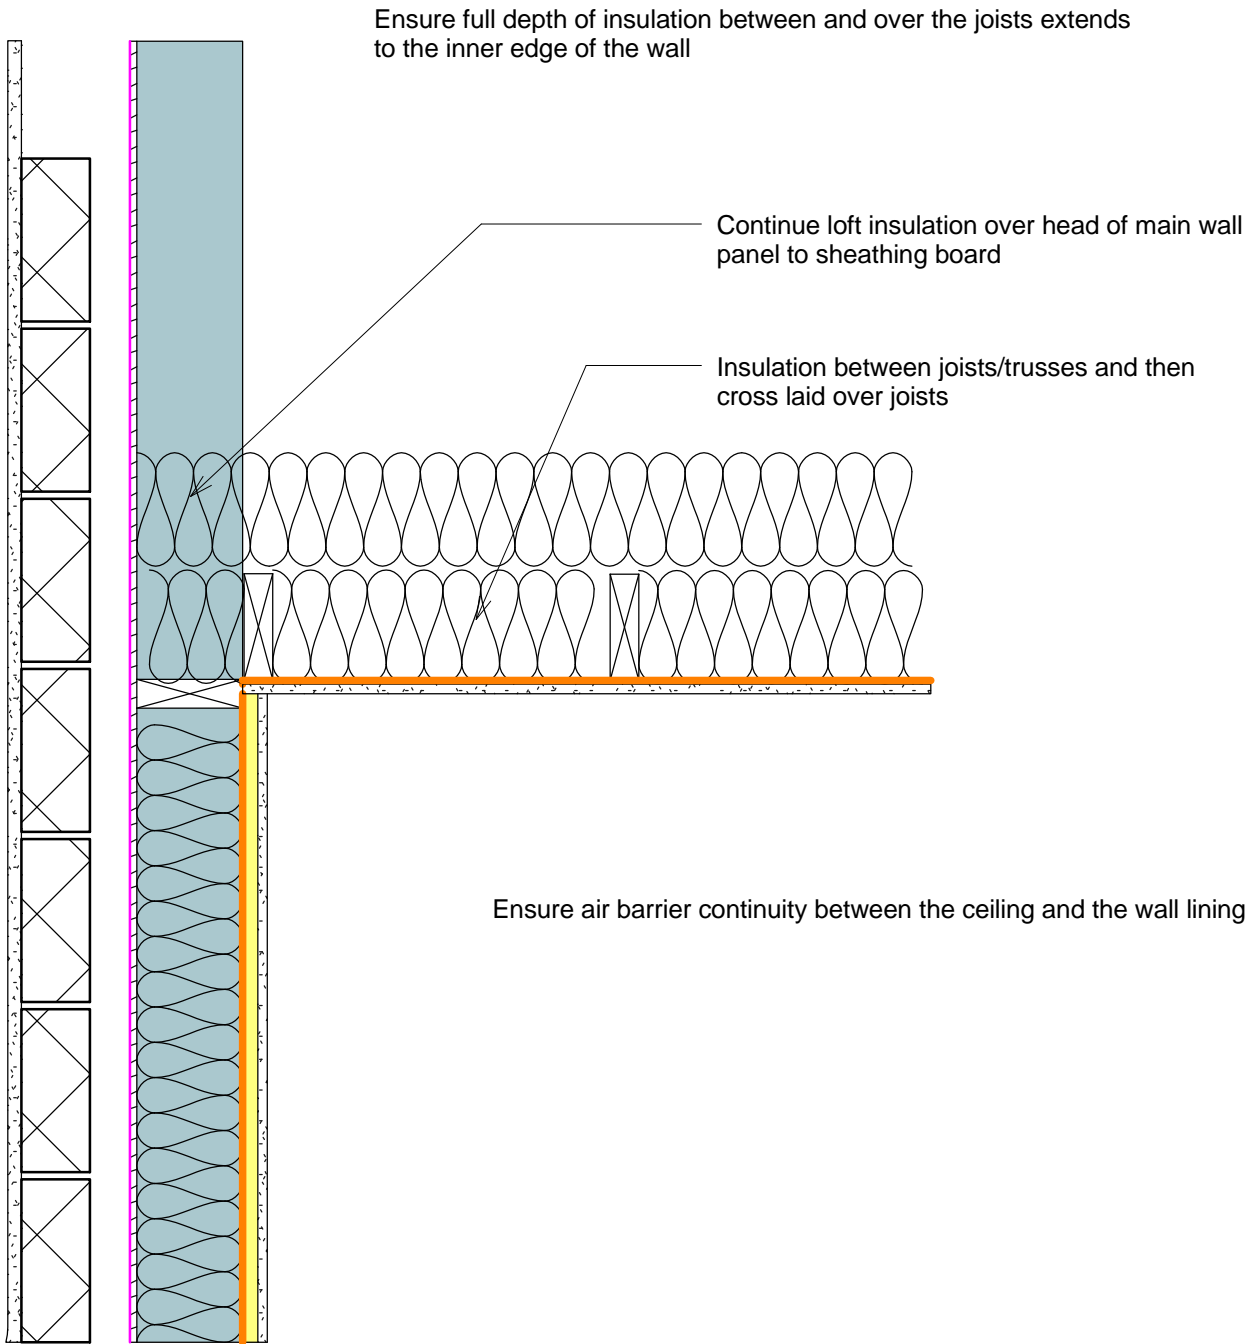 Ensure full depth of insulation between and over the joists extends
to the inner edge of the wall
Continue loft insulation over head of main wall
panel to sheathing board
Insulation between joists/trusses and then
cross laid over joists
Ensure air barrier continuity between the ceiling and the wall lining